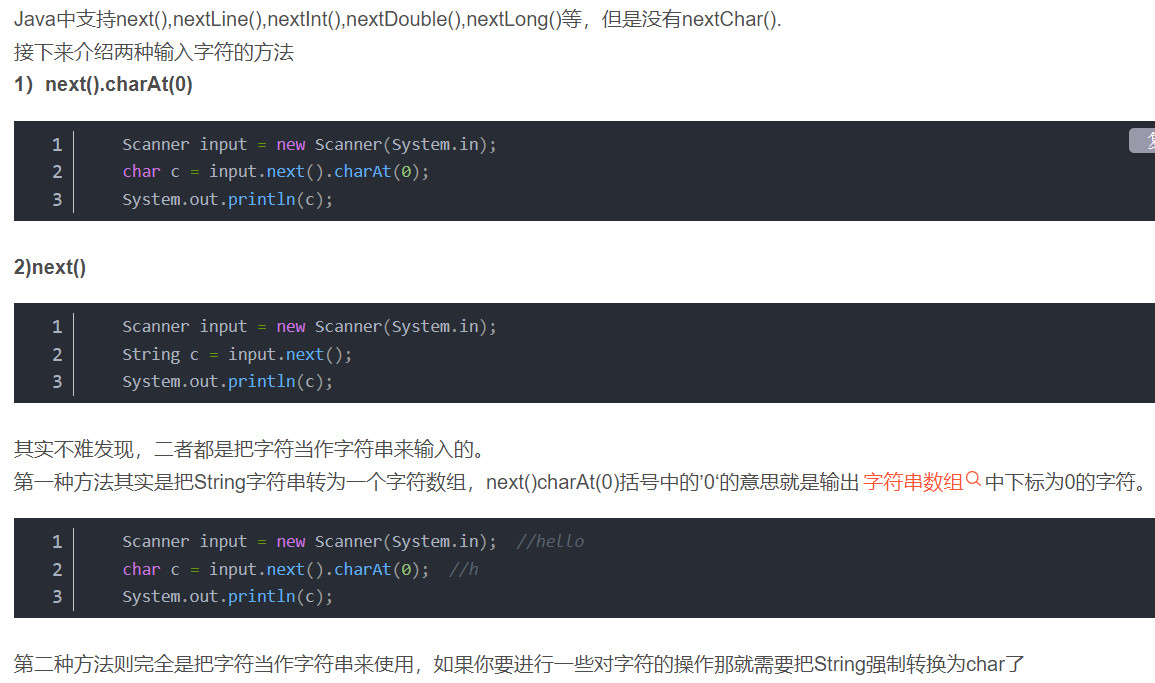 Java中支持next(),nextLine(),nextInt(),nextDouble(),nextLong()等，但是没有nextChar().
接下来介绍两种输入字符的方法
1）next().charAt(0)
1 Scanner input = new Scanner(System.in);
2 char c = input.next().charAt(0);
3 System.out.println(c);
2)next()
1 Scanner input = new Scanner(System.in);
2 String c = input.next();
3 System.out.println(c);
其实不难发现，二者都是把字符当作字符串来输入的。
第一种方法其实是把String字符串转为一个字符数组，next()charAt(0)括号中的’0‘的意思就是输出 字符串数组 中下标为0的字符。
1 Scanner input = new Scanner(System.in); //hello
2 char c = input.next().charAt(0); //h
3 System.out.println(c);
第二种方法则完全是把字符当作字符串来使用，如果你要进行一些对字符的操作那就需要把String强制转换为char了